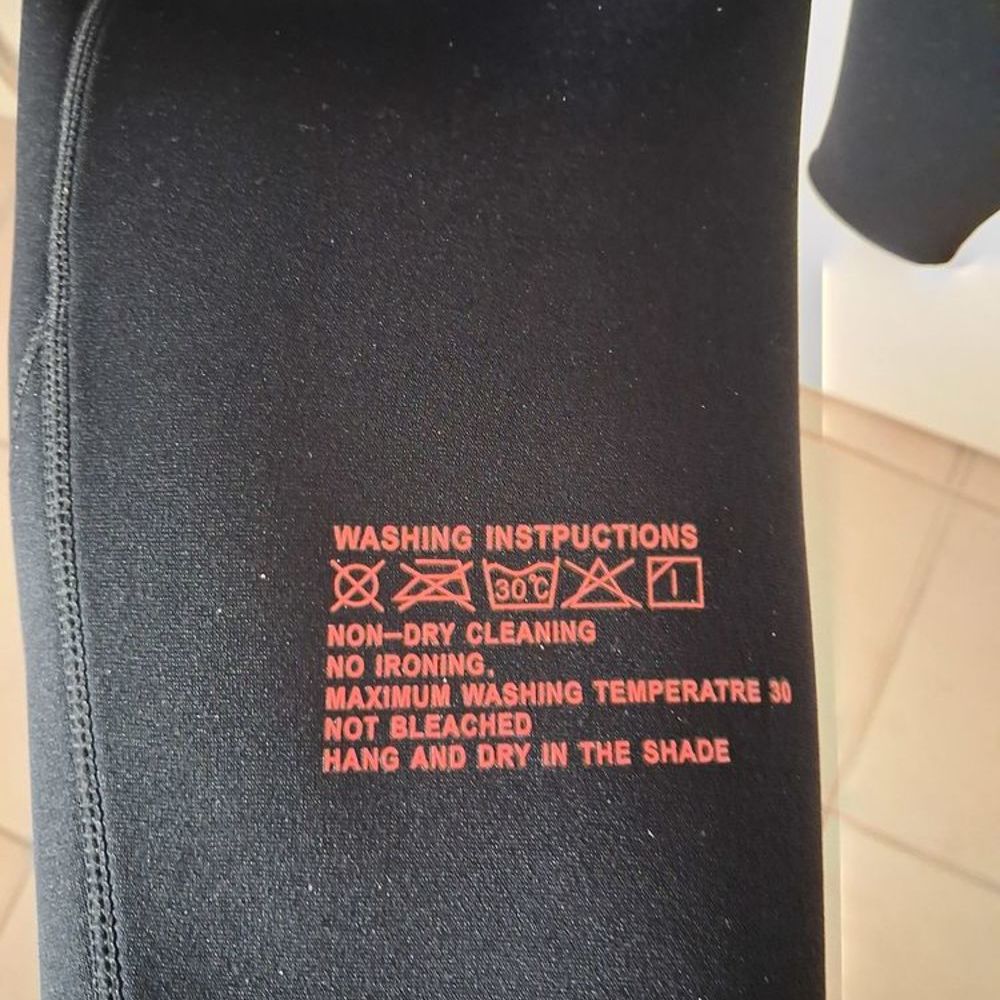 WASHING INSTPUCTIONS
30℃
NON-DRY CLEANING
NO IRONING.
MAXIMUM WASHING TEMPERATRE 30
NOT BLEACHED
HANG AND DRY IN THE SHADE